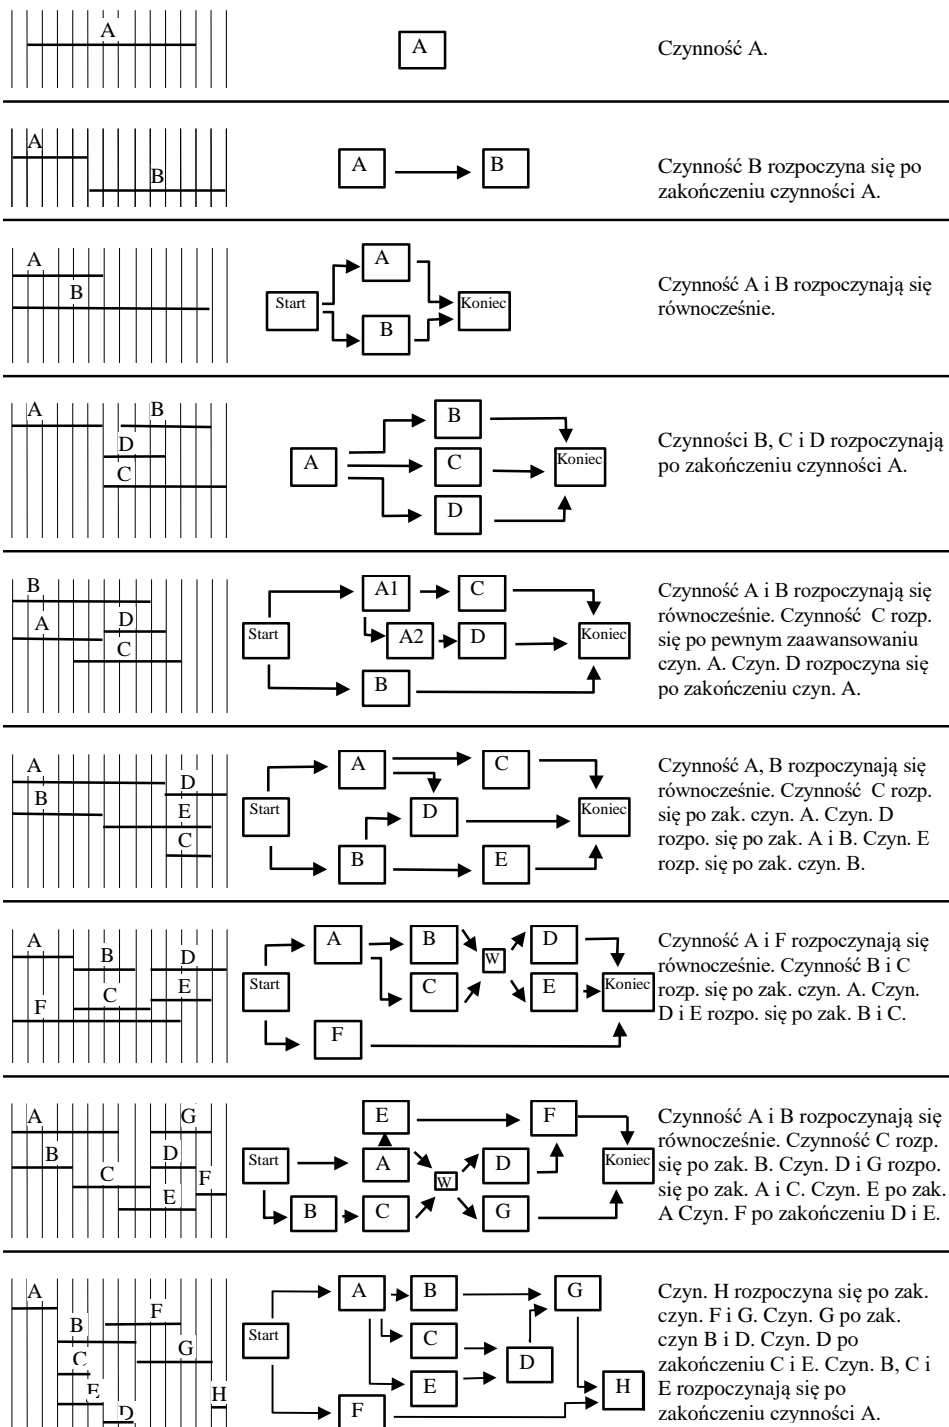 A
A
Czynność A.
A
B
A
B
Czynność B rozpoczyna się po
zakończeniu czynności A.
A
B
Start
A
B
Koniec
Czynność A i B rozpoczynają się
równocześnie.
A
B
D
C
A
B
C
D
Koniec
Czynności B, C i D rozpoczynają
po zakończeniu czynności A.
B
A
D
C
Start
A1
C
A2
D
B
Koniec
Czynność A i B rozpoczynają się
równocześnie. Czynność C rozp.
się po pewnym zaawansowaniu
czyn. A. Czyn. D rozpoczyna się
po zakończeniu czyn. A.
A
D
B
E
C
Start
A
C
D
B
E
Koniec
Czynność A, B rozpoczynają się
równocześnie. Czynność C rozp.
się po zak. czyn. A. Czyn. D
rozpo. się po zak. A i B. Czyn. E
rozp. się po zak. czyn. B.
A
B
D
C
E
F
Start
A
B
W
D
C
E
F
Koniec
Czynność A i F rozpoczynają się
równocześnie. Czynność B i C
rozp. się po zak. czyn. A. Czyn.
D i E rozpo. się po zak. B i C.
A
G
B
D
C
F
E
Start
E
F
A
W
D
B
C
G
Koniec
Czynność A i B rozpoczynają się
równocześnie. Czynność C rozp.
się po zak. B. Czyn. D i G rozpo.
się po zak. A i C. Czyn. E po zak.
A Czyn. F po zakończeniu D i E.
A
F
B
G
C
E
H
D
Start
A
B
G
C
D
E
H
F
Czyn. H rozpoczyna się po zak.
czyn. F i G. Czyn. G po zak.
czyn B i D. Czyn. D po
zakończeniu C i E. Czyn. B, C i
E rozpoczynają się po
zakończeniu czynności A.